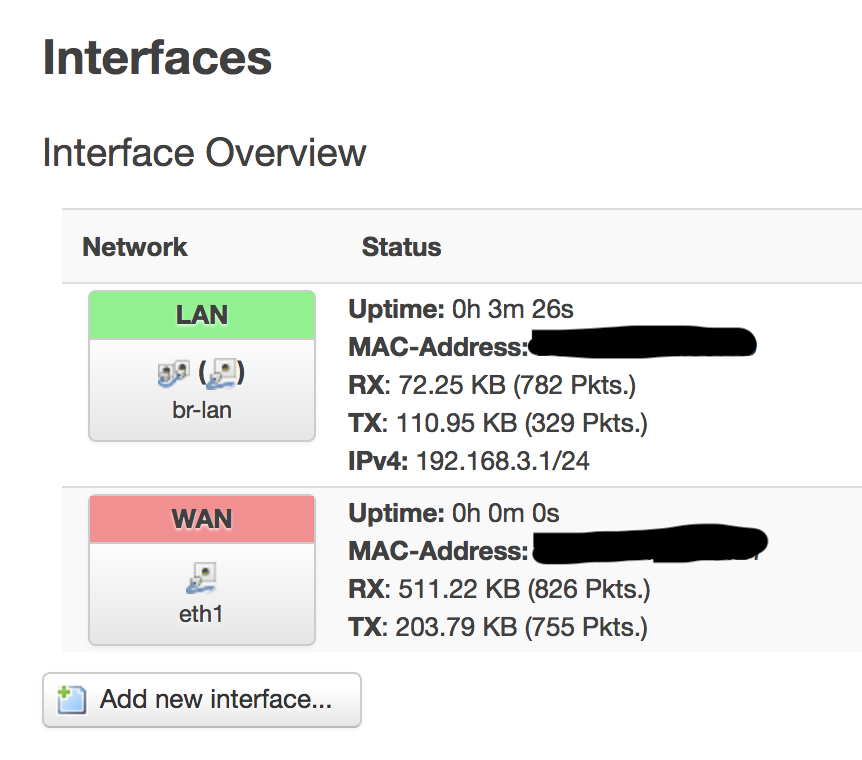 Interfaces
Interface Overview
Network Status
LAN
( )
br-lan
Uptime: 0h 3m 26s
MAC-Address:
RX: 72.25 KB (782 Pkts.)
TX: 110.95 KB (329 Pkts.)
IPv4: 192.168.3.1/24
WAN
eth1
Uptime: 0h 0m 0s
MAC-Address:
RX: 511.22 KB (826 Pkts.)
TX: 203.79 KB (755 Pkts.)
Add new interface...